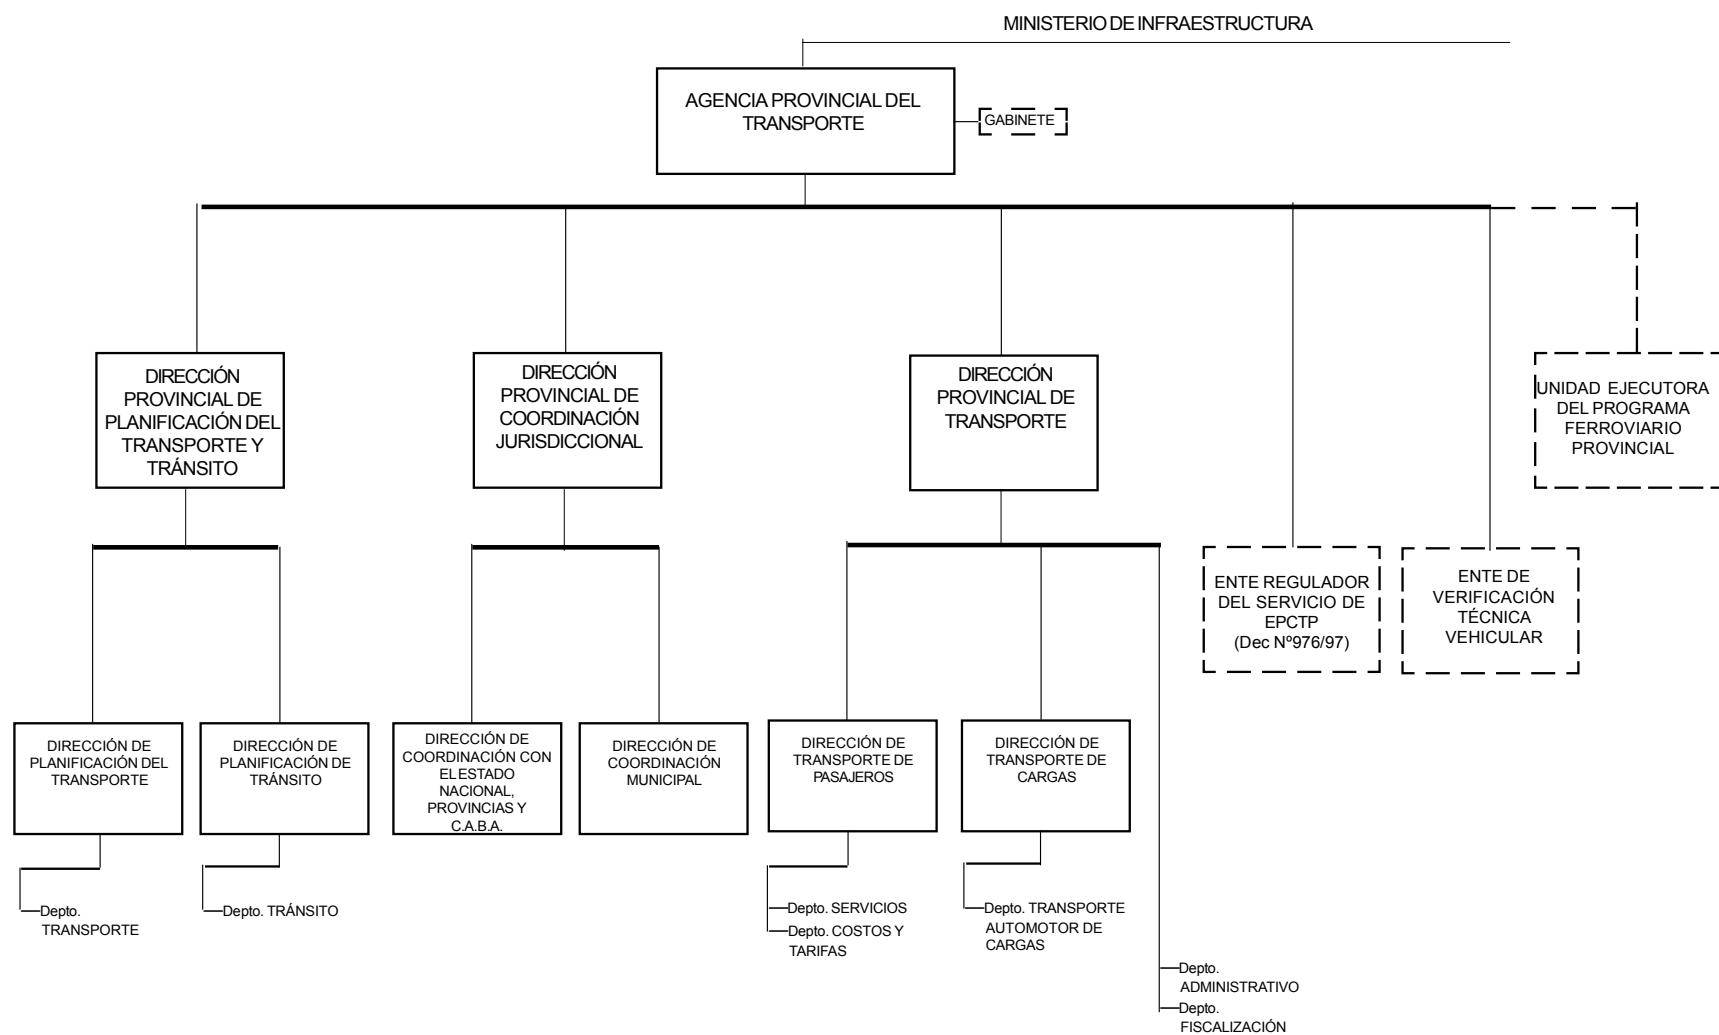 MINISTERIO DE INFRAESTRUCTURA
AGENCIA PROVINCIAL DEL
TRANSPORTE
GABINETE
DIRECCIÓN
PROVINCIAL DE
PLANIFICACIÓN DEL
TRANSPORTE Y
TRÁNSITO
DIRECCIÓN
PROVINCIAL DE
COORDINACIÓN
JURISDICCIONAL
DIRECCIÓN
PROVINCIAL DE
TRANSPORTE
UNIDAD EJECUTORA
DEL PROGRAMA
FERROVIARIO
PROVINCIAL
ENTE REGULADOR
DEL SERVICIO DE
EPCTP
(Dec Nº976/97)
ENTE DE
VERIFICACIÓN
TÉCNICA
VEHICULAR
DIRECCIÓN DE
PLANIFICACIÓN DEL
TRANSPORTE
DIRECCIÓN DE
PLANIFICACIÓN DE
TRÁNSITO
DIRECCIÓN DE
COORDINACIÓN CON
EL ESTADO
NACIONAL,
PROVINCIAS Y
C.A.B.A.
DIRECCIÓN DE
COORDINACIÓN
MUNICIPAL
DIRECCIÓN DE
TRANSPORTE DE
PASAJEROS
DIRECCIÓN DE
TRANSPORTE DE
CARGAS
Depto.
TRANSPORTE
Depto. TRÁNSITO
Depto. SERVICIOS
Depto. COSTOS Y
TARIFAS
Depto. TRANSPORTE
AUTOMOTOR DE
CARGAS
Depto.
ADMINISTRATIVO
Depto.
FISCALIZACIÓN